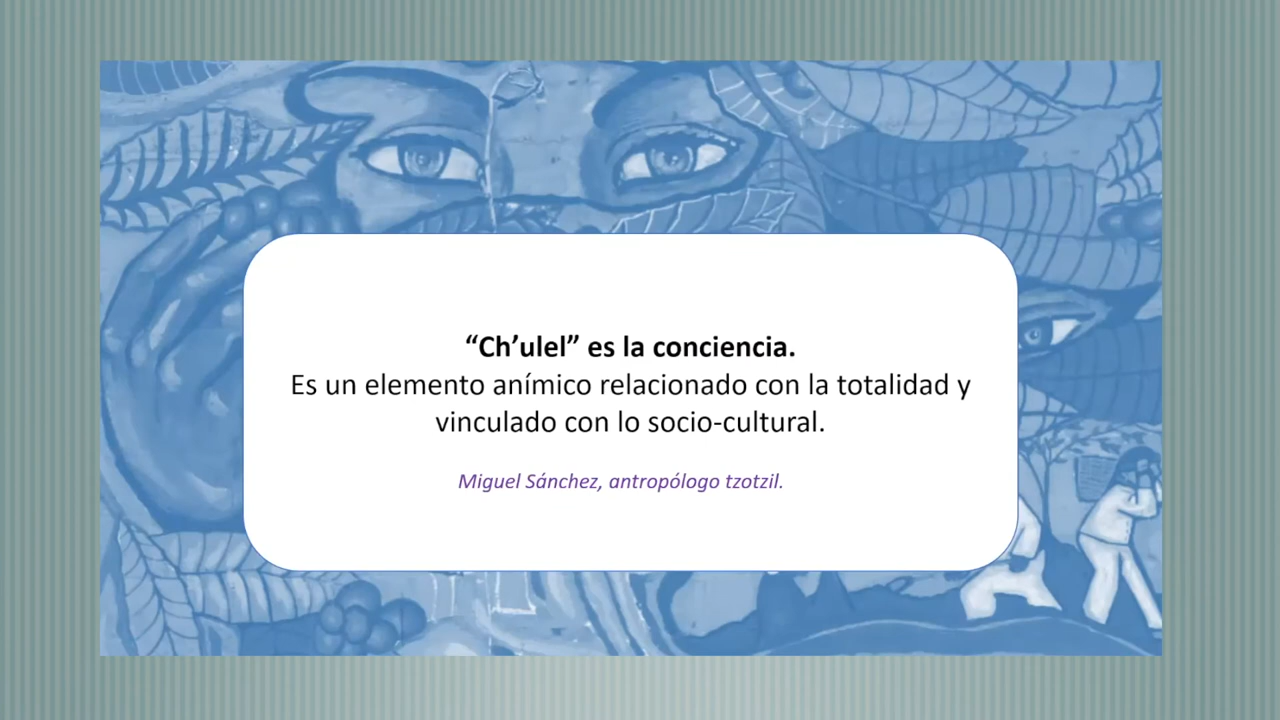 “Ch’ulel” es la conciencia.
Es un elemento anímico relacionado con la totalidad y
vinculado con lo socio-cultural.
Miguel Sánchez, antropólogo tzotzil.